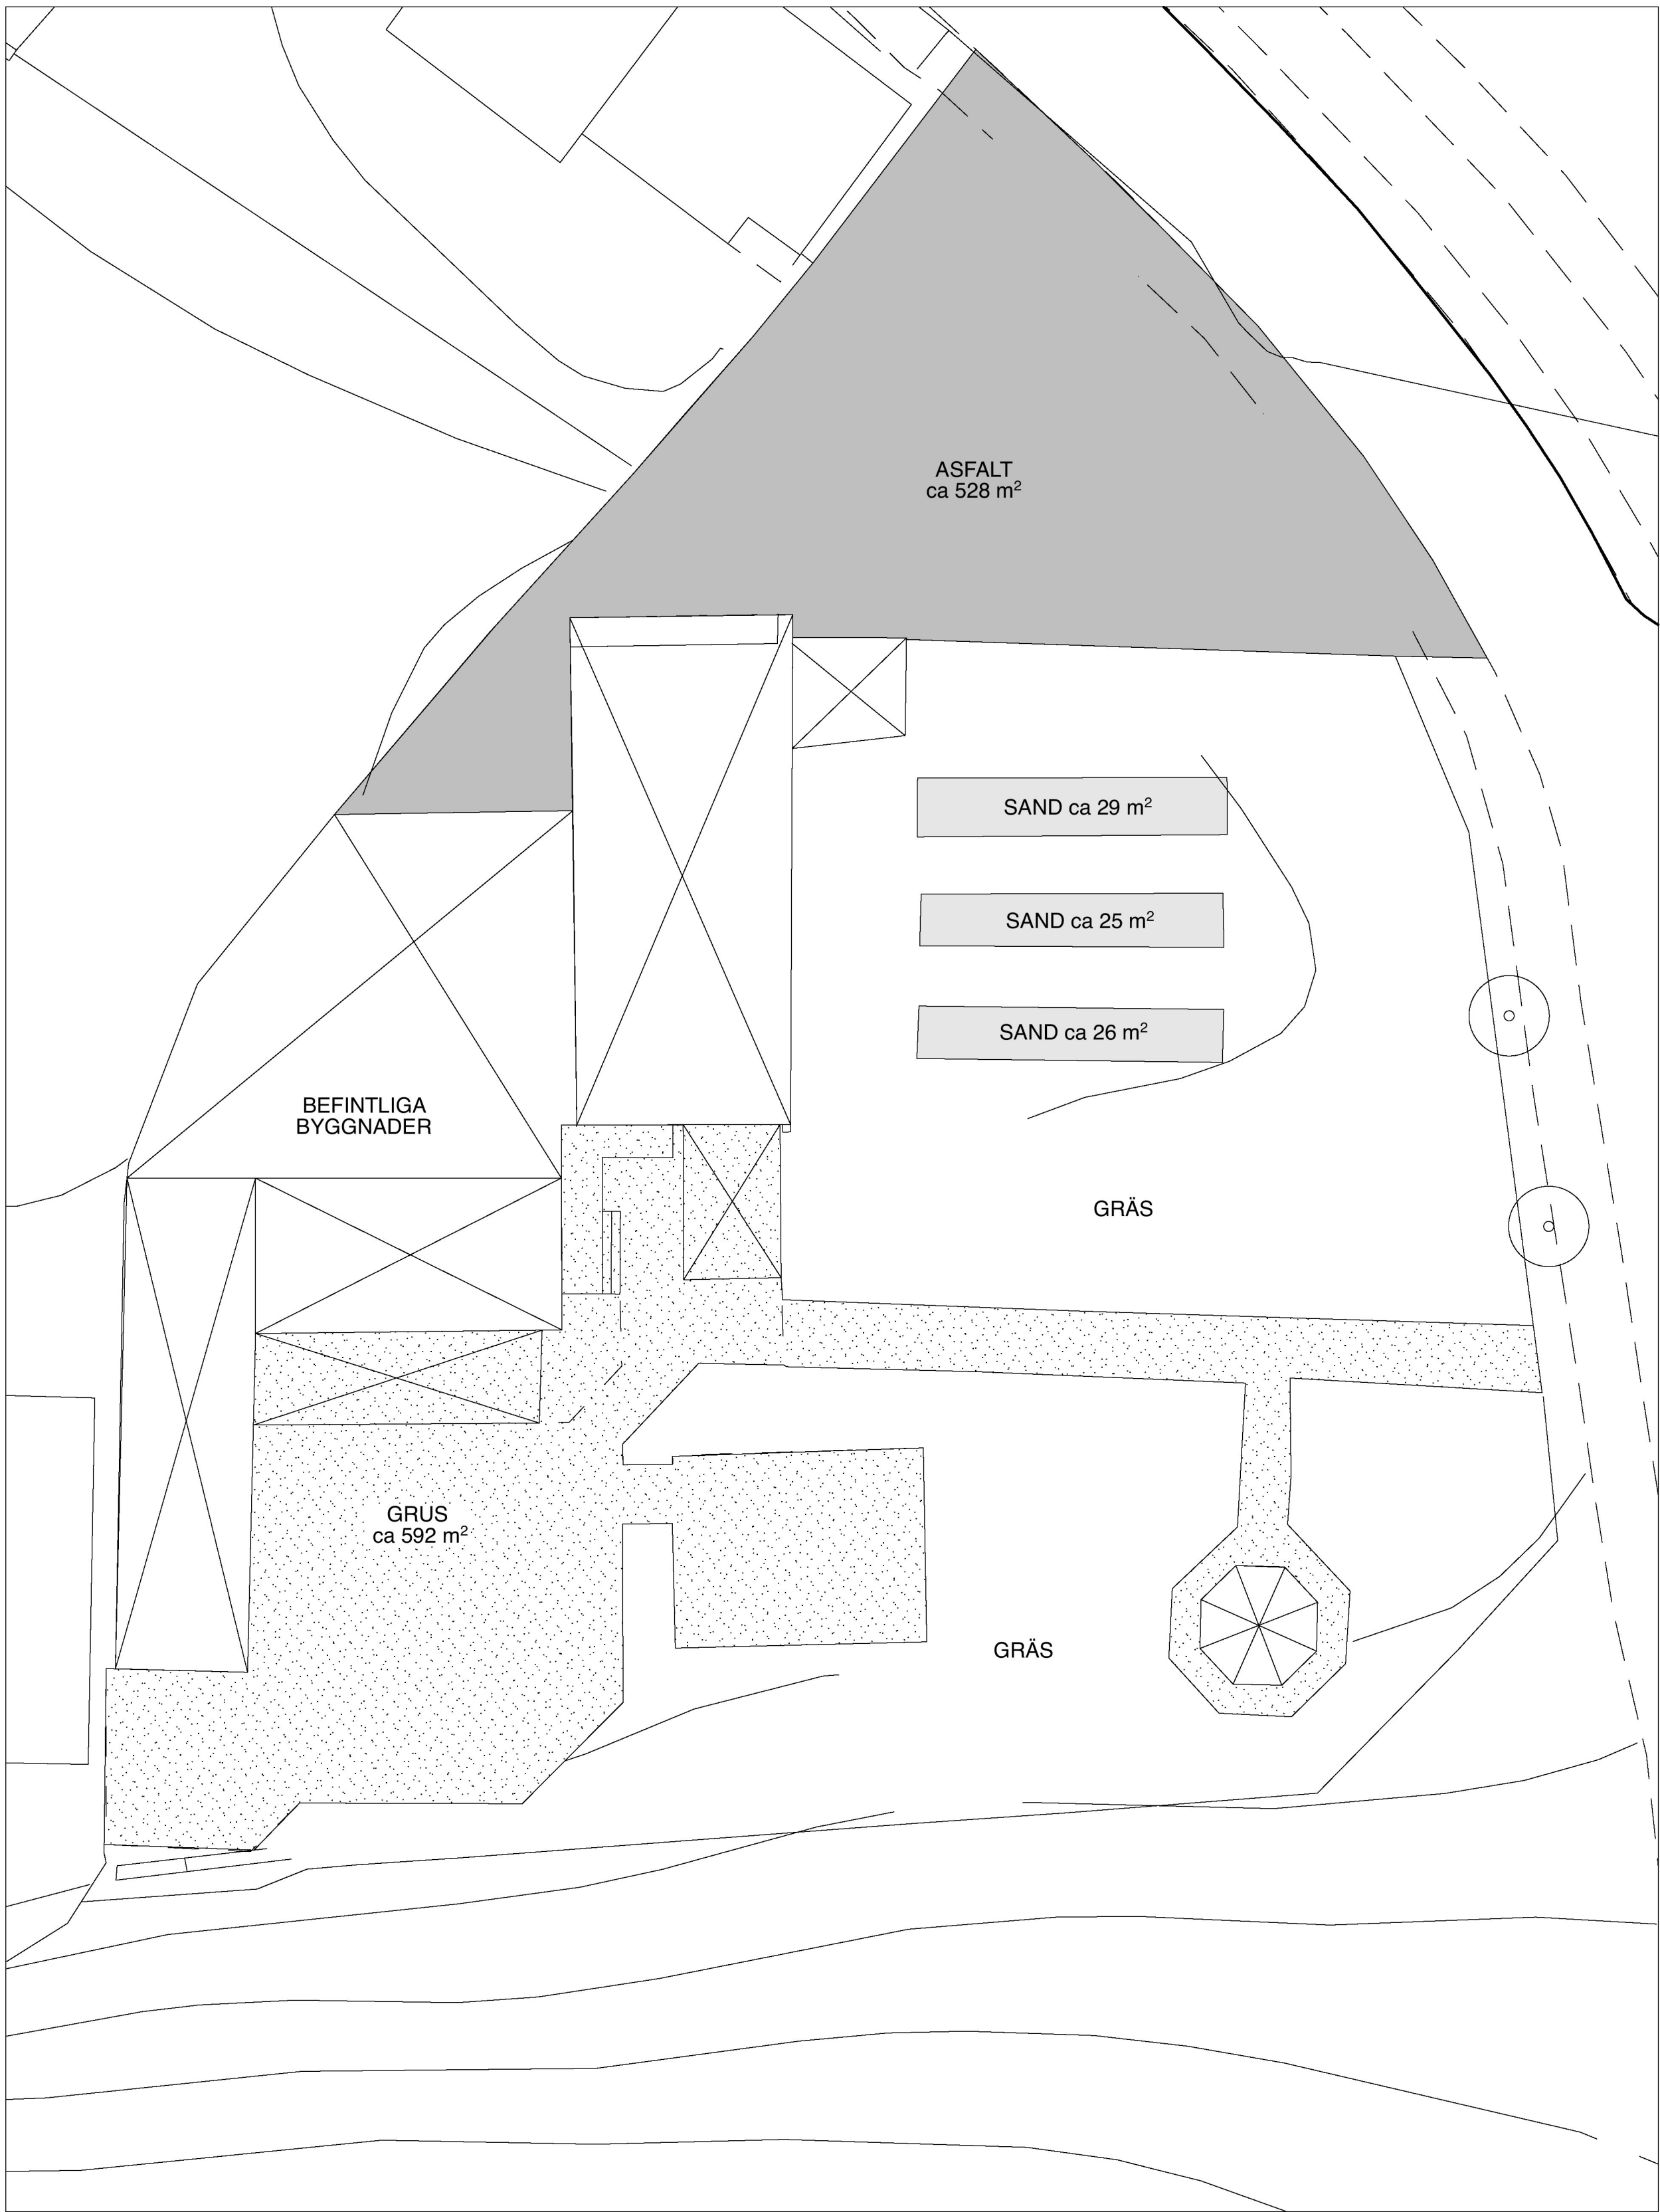 ASFALT
ca 528 m²
SAND ca 29 m²
SAND ca 25 m²
SAND ca 26 m²
BEFINTLIGA
BYGGNADER
GRÄS
GRUS
ca 592 m²
GRÄS